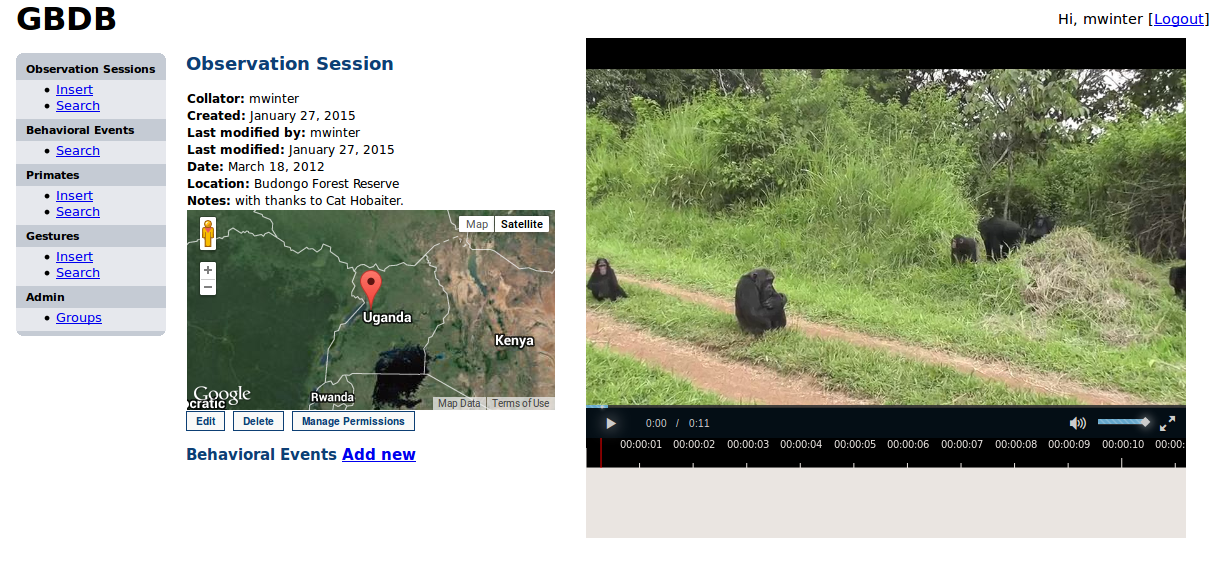 GBDB
Hi, mwinter [Logout]
Observation Sessions
Insert
Search
Behavioral Events
Search
Primates
Insert
Search
Gestures
Insert
Search
Admin
Groups
Observation Session
Collator: mwinter
Created: January 27, 2015
Last modified by: mwinter
Last modified: January 27, 2015
Date: March 18, 2012
Location: Budongo Forest Reserve
Notes: with thanks to Cat Hobaiter.
Map Satellite
+
−
Uganda
Kenya
Rwanda
Google
ocratic
Map Data Terms of Use
Edit Delete Manage Permissions
Behavioral Events Add new
0:00 / 0:11
00:00:01 00:00:02 00:00:03 00:00:04 00:00:05 00:00:06 00:00:07 00:00:08 00:00:09 00:00:10 00:00: